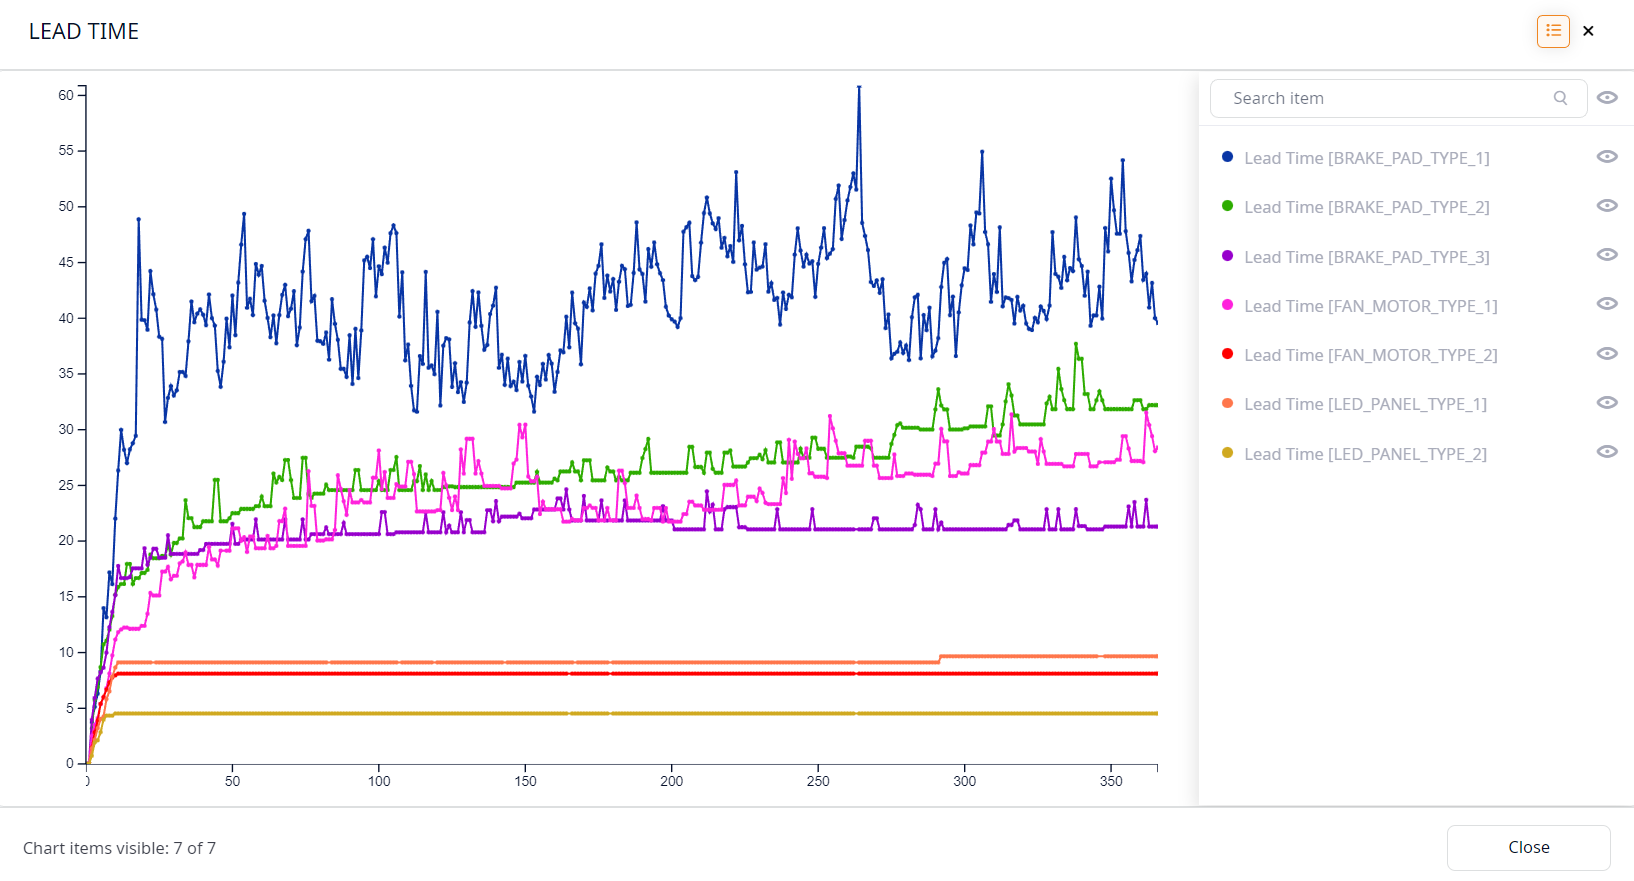 LEAD TIME
60
55
50
45
40
35
30
25
20
15
10
5
0
0 50 100 150 200 250 300 350
Search item
Lead Time [BRAKE_PAD_TYPE_1]
Lead Time [BRAKE_PAD_TYPE_2]
Lead Time [BRAKE_PAD_TYPE_3]
Lead Time [FAN_MOTOR_TYPE_1]
Lead Time [FAN_MOTOR_TYPE_2]
Lead Time [LED_PANEL_TYPE_1]
Lead Time [LED_PANEL_TYPE_2]
Chart items visible: 7 of 7
Close